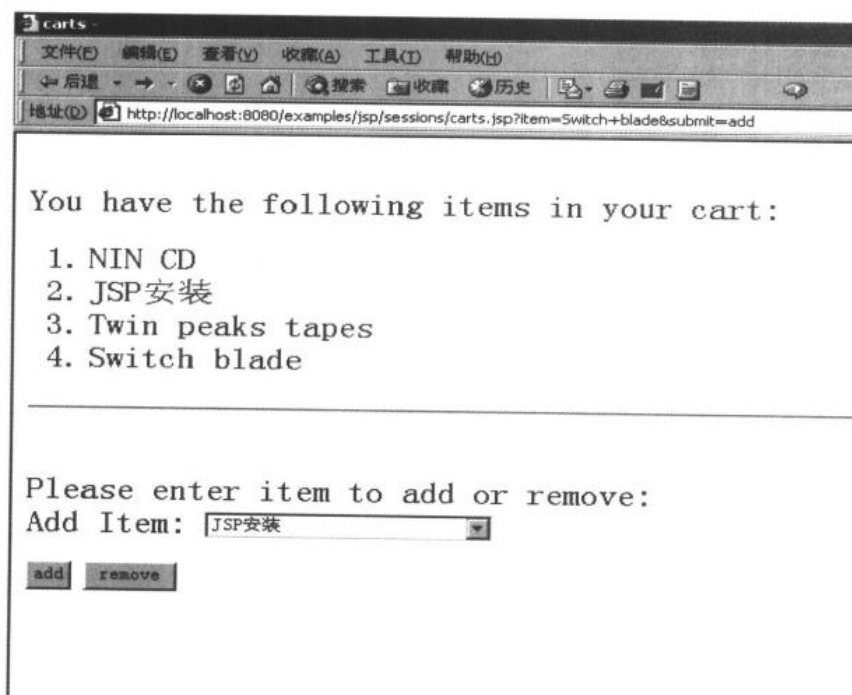 carts -
文件(F) 编辑(E) 查看(V) 收藏(A) 工具(T) 帮助(H)
后退 搜索 收藏 历史
地址(D) http://localhost:8080/examples/jsp/sessions/carts.jsp?item=Switch+blade&submit=add
You have the following items in your cart:
1. NIN CD
2. JSP安装
3. Twin peaks tapes
4. Switch blade
Please enter item to add or remove:
Add Item: JSP安装
add remove